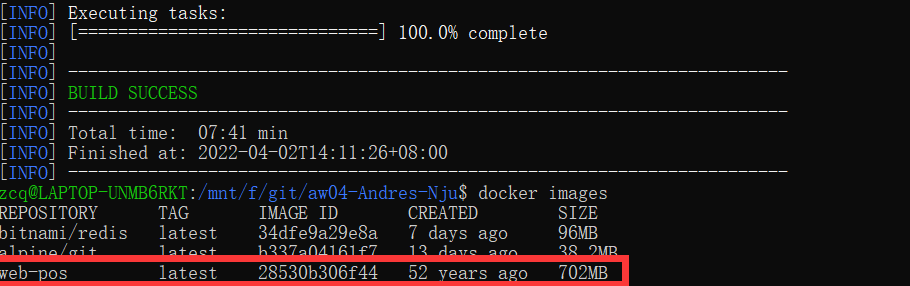 [INFO] Executing tasks:
[INFO] [==============================] 100.0% complete
[INFO]
[INFO] ------------------------------------------------------------------------
[INFO] BUILD SUCCESS
[INFO] ------------------------------------------------------------------------
[INFO] Total time:  07:41 min
[INFO] Finished at: 2022-04-02T14:11:26+08:00
[INFO] ------------------------------------------------------------------------
zcq@LAPTOP-UNMB6RKT:/mnt/f/git/aw04-Andres-Nju$ docker images
REPOSITORY      TAG       IMAGE ID       CREATED        SIZE
bitnami/redis   latest    34dfe9a29e8a   7 days ago     96MB
alpine/git      latest    b337a04161f7   13 days ago    38.2MB
web-pos         latest    28530b306f44   52 years ago   702MB